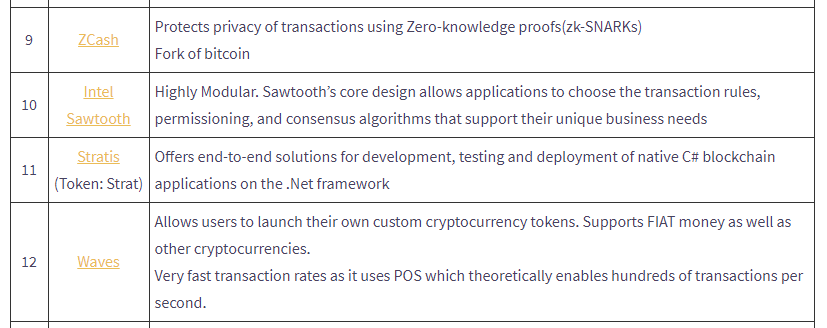 9
ZCash
Protects privacy of transactions using Zero-knowledge proofs(zk-SNARKs)
Fork of bitcoin
10
Intel
Sawtooth
Highly Modular. Sawtooth’s core design allows applications to choose the transaction rules,
permissioning, and consensus algorithms that support their unique business needs
11
Stratis
(Token: Strat)
Offers end-to-end solutions for development, testing and deployment of native C# blockchain
applications on the .Net framework
12
Waves
Allows users to launch their own custom cryptocurrency tokens. Supports FIAT money as well as
other cryptocurrencies.
Very fast transaction rates as it uses POS which theoretically enables hundreds of transactions per
second.